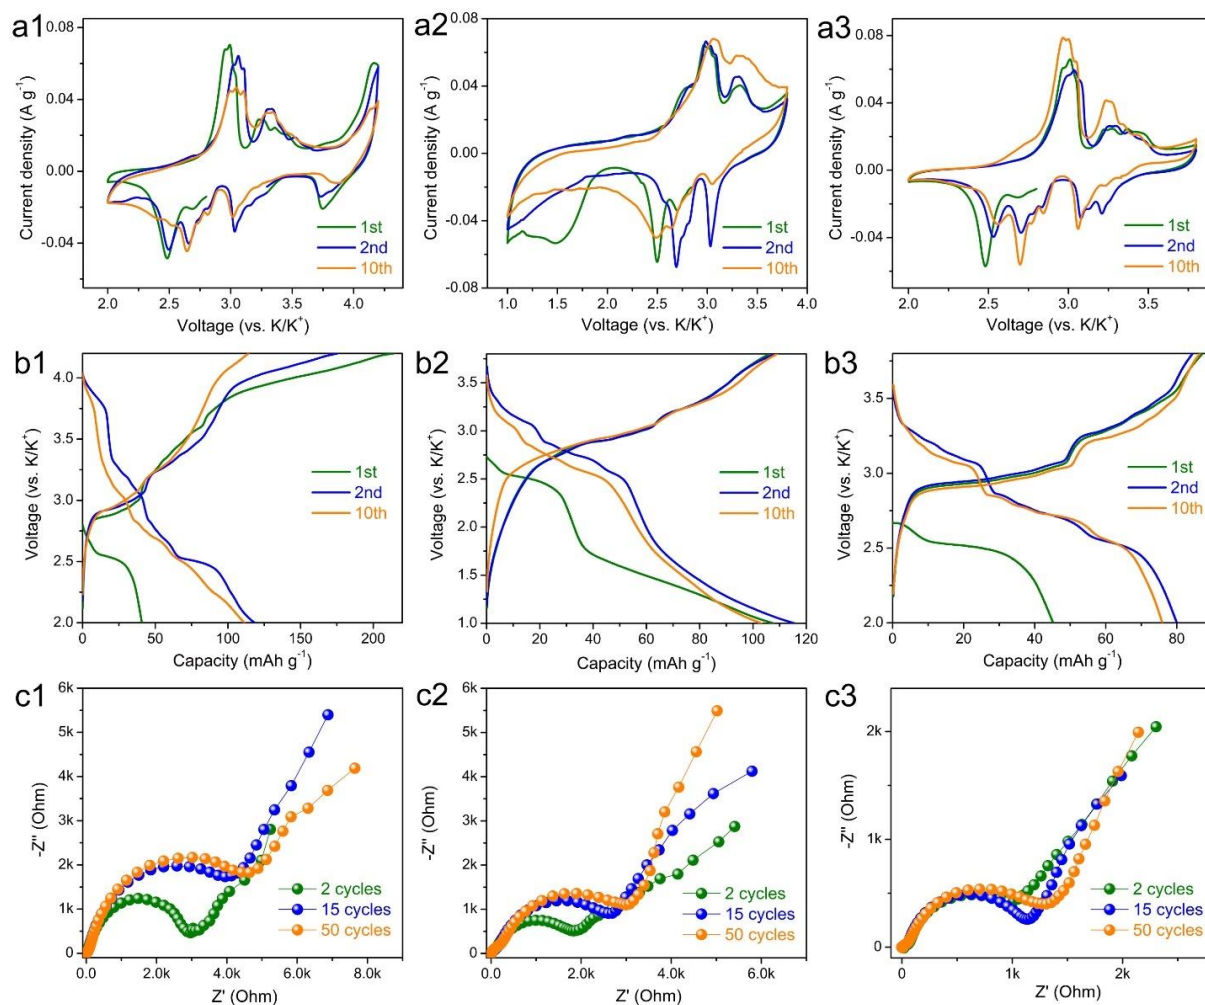 a1
0.08
0.04
0.00
-0.04
Current density (A g⁻¹)
1st
2nd
10th
2.0 2.5 3.0 3.5 4.0
Voltage (vs. K/K⁺)
a2
0.08
0.04
0.00
-0.04
-0.08
Current density (A g⁻¹)
1st
2nd
10th
1.0 1.5 2.0 2.5 3.0 3.5 4.0
Voltage (vs. K/K⁺)
a3
0.08
0.04
0.00
-0.04
Current density (A g⁻¹)
1st
2nd
10th
2.0 2.5 3.0 3.5
Voltage (vs. K/K⁺)
b1
4.0
3.5
3.0
2.5
2.0
Voltage (vs. K/K⁺)
1st
2nd
10th
0 50 100 150 200
Capacity (mAh g⁻¹)
b2
3.5
3.0
2.5
2.0
1.5
1.0
Voltage (vs. K/K⁺)
1st
2nd
10th
0 20 40 60 80 100 120
Capacity (mAh g⁻¹)
b3
3.5
3.0
2.5
2.0
Voltage (vs. K/K⁺)
1st
2nd
10th
0 20 40 60 80
Capacity (mAh g⁻¹)
c1
6k
5k
4k
3k
2k
1k
0
-Z'' (Ohm)
2 cycles
15 cycles
50 cycles
0.0 2.0k 4.0k 6.0k 8.0k
Z' (Ohm)
c2
6k
5k
4k
3k
2k
1k
0
-Z'' (Ohm)
2 cycles
15 cycles
50 cycles
0.0 2.0k 4.0k 6.0k
Z' (Ohm)
c3
2k
1k
0
-Z'' (Ohm)
2 cycles
15 cycles
50 cycles
0 1k 2k
Z' (Ohm)